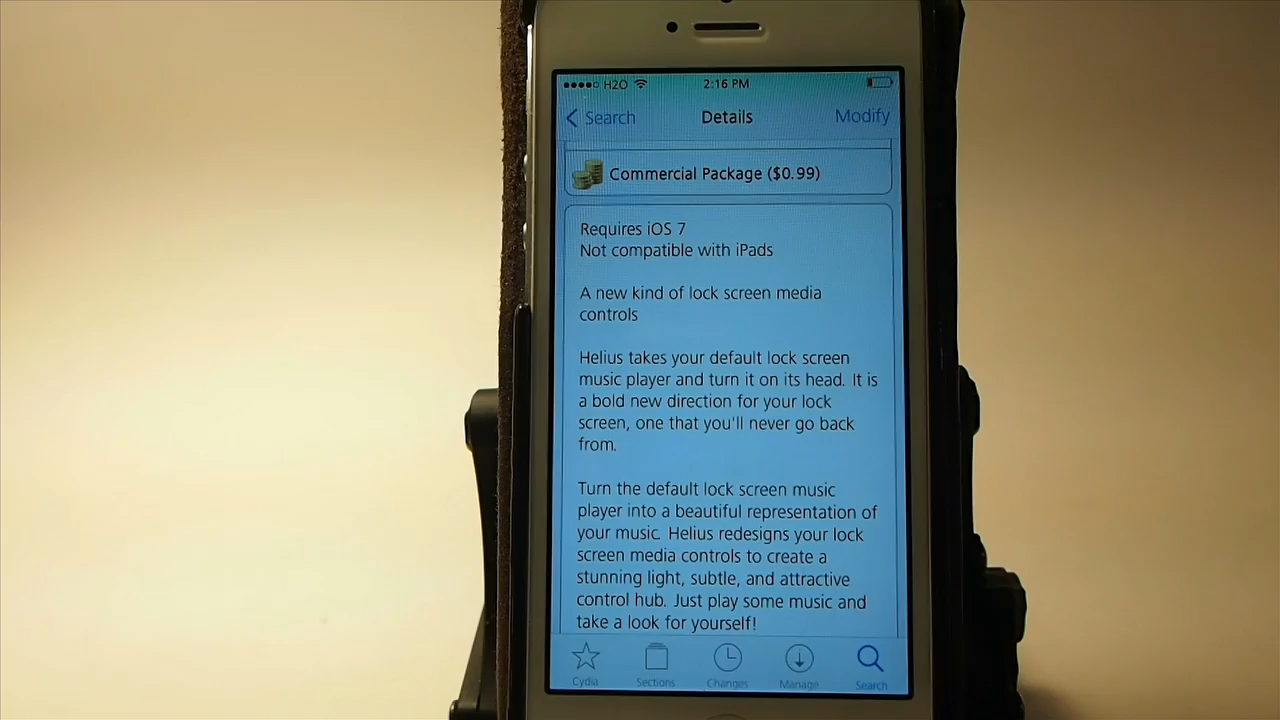 H2O 2:16 PM
Search Details Modify
Commercial Package ($0.99)
Requires iOS 7
Not compatible with iPads
A new kind of lock screen media
controls
Helius takes your default lock screen
music player and turn it on its head. It is
a bold new direction for your lock
screen, one that you'll never go back
from.
Turn the default lock screen music
player into a beautiful representation of
your music. Helius redesigns your lock
screen media controls to create a
stunning light, subtle, and attractive
control hub. Just play some music and
take a look for yourself!
Cydia Sections Changes Manage Search